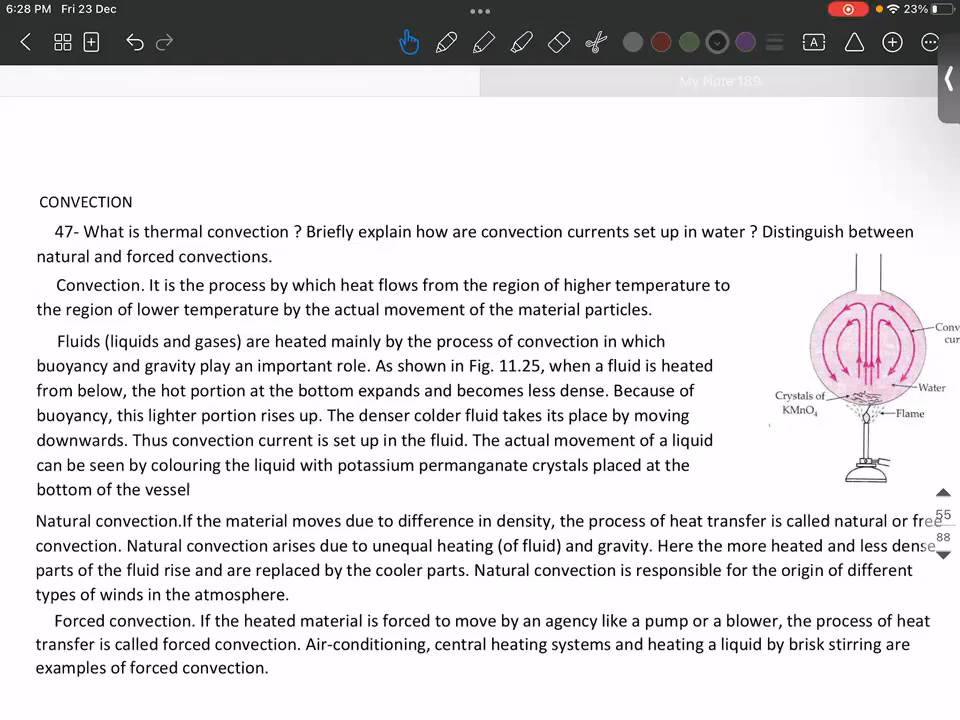 6:28 PM Fri 23 Dec
23%
A
My Note 189
CONVECTION
47- What is thermal convection ? Briefly explain how are convection currents set up in water ? Distinguish between
natural and forced convections.
Convection. It is the process by which heat flows from the region of higher temperature to
the region of lower temperature by the actual movement of the material particles.
Fluids (liquids and gases) are heated mainly by the process of convection in which
buoyancy and gravity play an important role. As shown in Fig. 11.25, when a fluid is heated
from below, the hot portion at the bottom expands and becomes less dense. Because of
buoyancy, this lighter portion rises up. The denser colder fluid takes its place by moving
downwards. Thus convection current is set up in the fluid. The actual movement of a liquid
can be seen by colouring the liquid with potassium permanganate crystals placed at the
bottom of the vessel
Conv
cur
Water
Crystals of
KMnO4
Flame
Natural convection.If the material moves due to difference in density, the process of heat transfer is called natural or free
convection. Natural convection arises due to unequal heating (of fluid) and gravity. Here the more heated and less dense
parts of the fluid rise and are replaced by the cooler parts. Natural convection is responsible for the origin of different
types of winds in the atmosphere.
Forced convection. If the heated material is forced to move by an agency like a pump or a blower, the process of heat
transfer is called forced convection. Air-conditioning, central heating systems and heating a liquid by brisk stirring are
examples of forced convection.
55
88